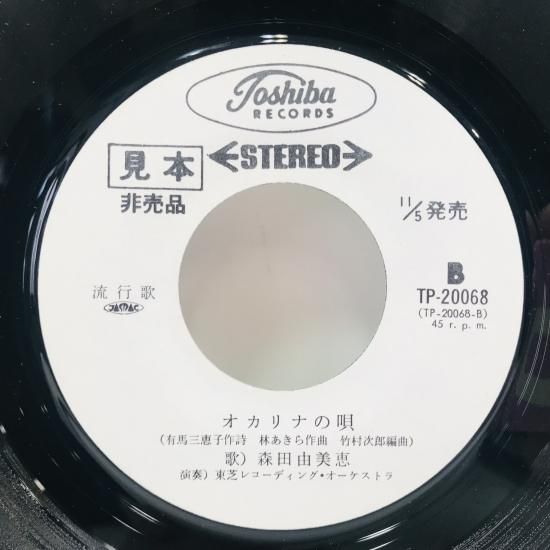 Toshiba
RECORDS
見本
STEREO
非売品
11/5発売
流行歌
B
TP-20068
(TP-20068-B)
45 r. p. m.
オカリナの唄
(有馬三恵子作詩 林あきら作曲 竹村次郎編曲)
歌) 森田由美恵
演奏) 東芝レコーディング・オーケストラ